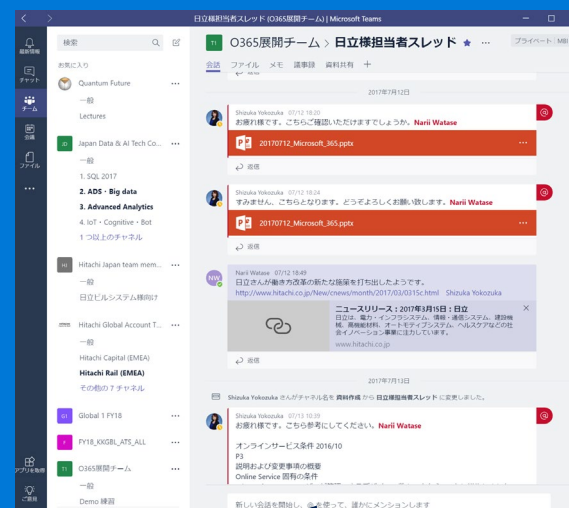 日立様担当者スレッド (O365展開チーム) | Microsoft Teams
最新情報
チャット
チーム
会議
ファイル
アプリを取得
ご意見
検索
お気に入り
Quantum Future
一般
Lectures
JD Japan Data & AI Tech Co...
一般
1. SQL 2017
2. ADS・Big data
3. Advanced Analytics
4. IoT・Cognitive・Bot
1 つ以上のチャネル
HJ Hitachi Japan team mem...
一般
日立ビルシステム様向け
Hitachi Global Account T...
一般
Hitachi Capital (EMEA)
Hitachi Rail (EMEA)
その他の 7 チャネル
G1 Global 1 FY18
F FY18_KKGBL_ATS_ALL
T1 O365展開チーム
一般
Demo 練習
T1 O365展開チーム > 日立様担当者スレッド ★ ...
プライベート
会話 ファイル メモ 議事録 資料共有 +
返信
2017年7月12日
Shizuka Yokozuka 07/12 18:20
お疲れ様です。こちらご確認いただけますでしょうか。Narii Watase
20170712_Microsoft_365.pptx
返信
Shizuka Yokozuka 07/12 18:24
すみません、こちらとなります。どうぞよろしくお願い致します。Narii Watase
20170712_Microsoft_365.pptx
返信
NW Narii Watase 07/12 18:49
日立さんが働き方改革の新たな施策を打ち出したようです。
http://www.hitachi.co.jp/New/cnews/month/2017/03/0315c.html Shizuka Yokozuka
ニュースリリース：2017年3月15日：日立
日立は、電力・インフラシステム、情報・通信システム、建設機
械、高機能材料、オートモティブシステム、ヘルスケアなどの社
会イノベーション事業に注力しています。
www.hitachi.co.jp
返信
2017年7月13日
Shizuka Yokozuka さんがチャネル名を 資料作成 から 日立様担当者スレッド に変更しました。
Shizuka Yokozuka 07/13 10:39
お疲れ様です。こちら参考にしてください。Narii Watase
オンラインサービス条件 2016/10
P3
説明および変更事項の概要
Online Service 固有の条件
新しい会話を開始し、@ を使って、誰かにメンションします